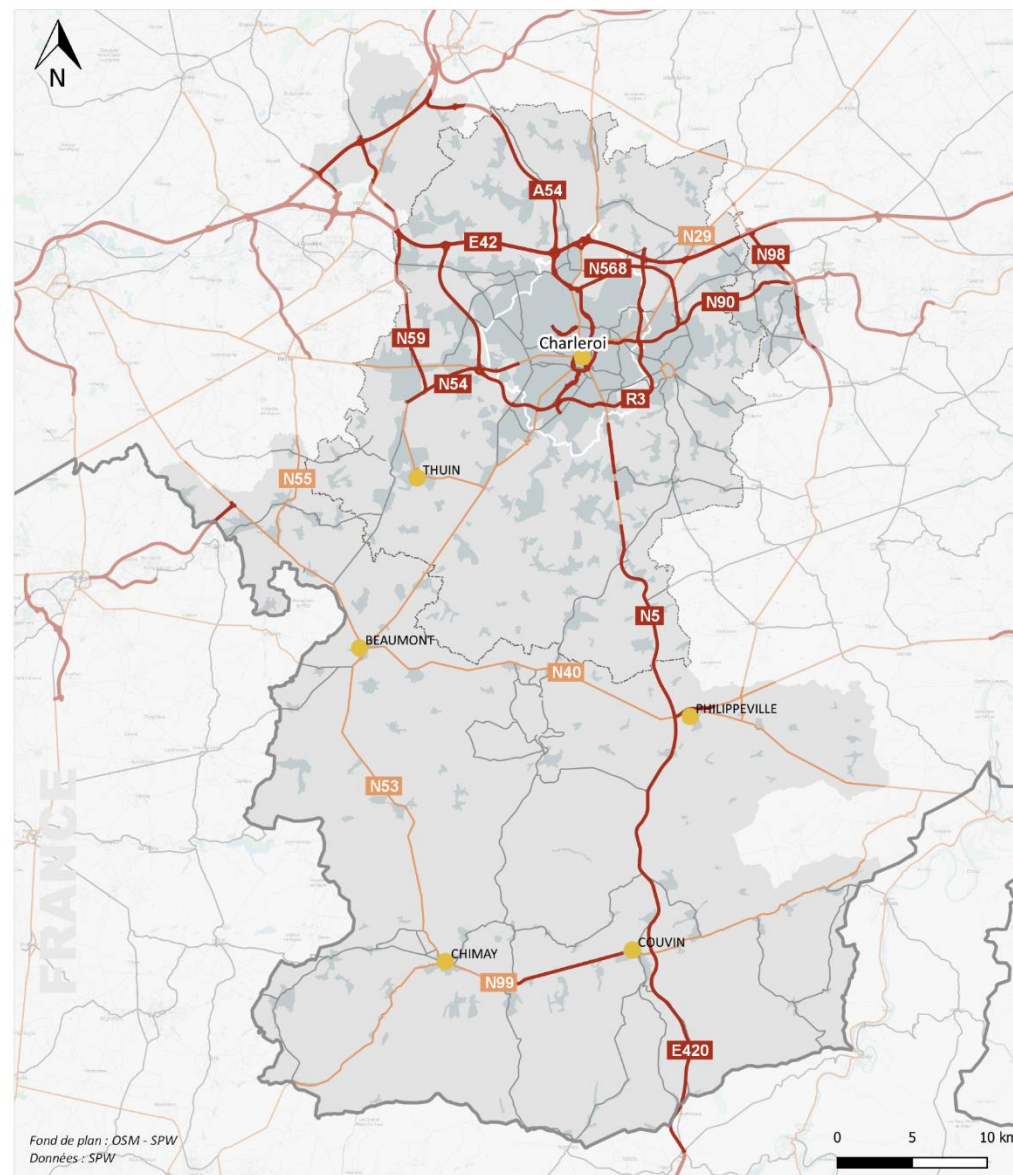 N
A54
E42
N29
N98
N568
N90
Charleroi
N59
N54
R3
THUIN
N55
N5
BEAUMONT
N40
PHILIPPEVILLE
N53
FRANCE
COUVIN
CHIMAY
N99
E420
Fond de plan : OSM - SPW
Données : SPW
0 5 10 km